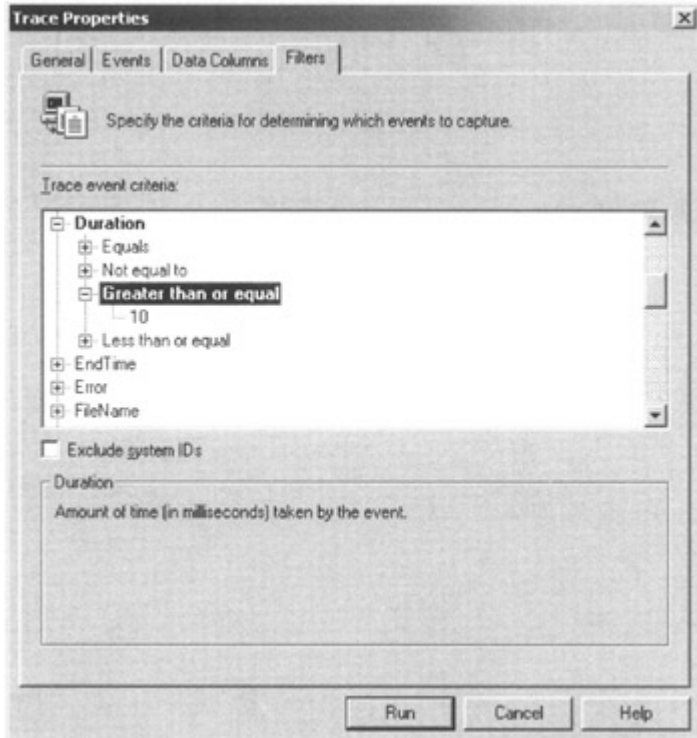 Trace Properties
General Events Data Columns Filters
Specify the criteria for determining which events to capture.
Trace event criteria:
Duration
Equals
Not equal to
Greater than or equal
10
Less than or equal
EndTime
Error
FileName
Exclude system IDs
Duration
Amount of time (in milliseconds) taken by the event.
Run Cancel Help